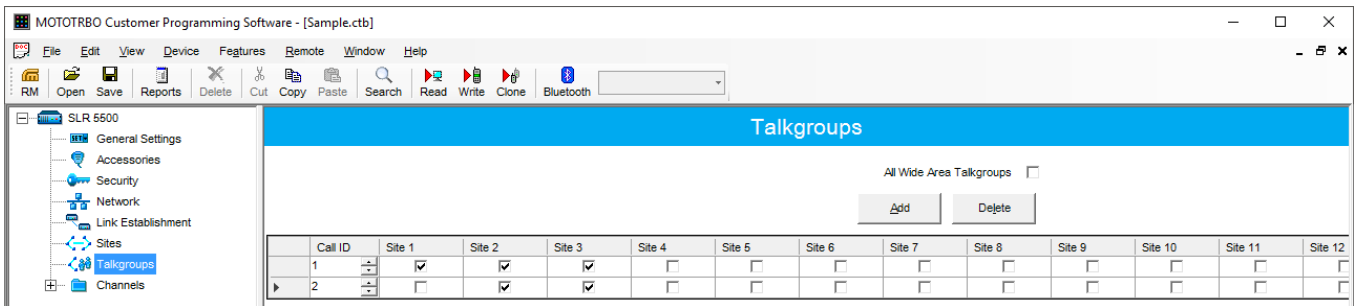 MOTOTRBO Customer Programming Software - [Sample.ctb]
File Edit View Device Features Remote Window Help
RM Open Save Reports Delete Cut Copy Paste Search Read Write Clone Bluetooth
SLR 5500
General Settings
Accessories
Security
Network
Link Establishment
Sites
Talkgroups
Channels
Talkgroups
All Wide Area Talkgroups
Add Delete
Call ID Site 1 Site 2 Site 3 Site 4 Site 5 Site 6 Site 7 Site 8 Site 9 Site 10 Site 11 Site 12
1
2